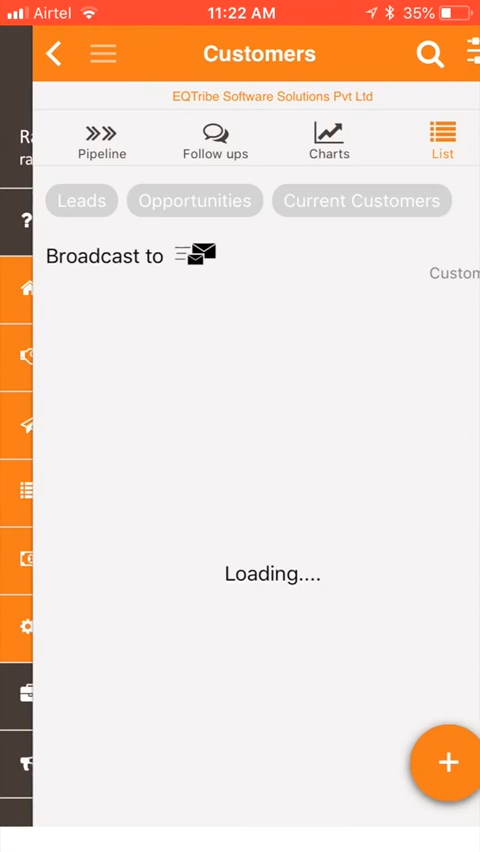 Airtel 11:22 AM 35%
Customers
EQTribe Software Solutions Pvt Ltd
Pipeline Follow ups Charts List
Leads Opportunities Current Customers
Broadcast to
Custom
Loading....